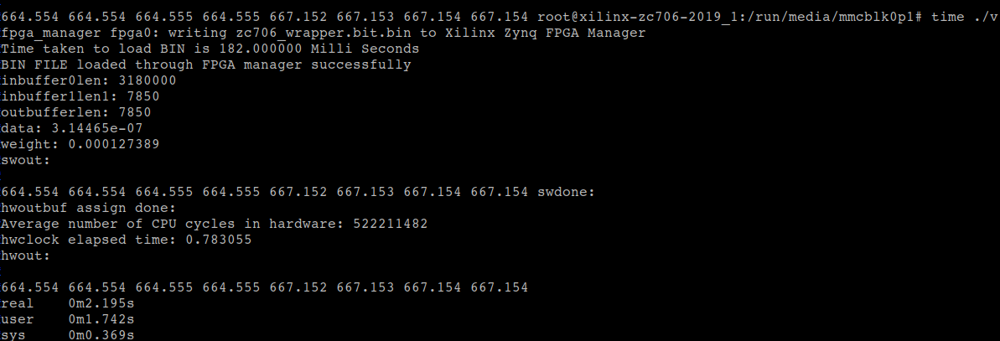 664.554 664.554 664.555 664.555 667.152 667.153 667.154 667.154 root@xilinx-zc706-2019_1:/run/media/mmcblk0p1# time ./v
fpga_manager fpga0: writing zc706_wrapper.bit.bin to Xilinx Zynq FPGA Manager
Time taken to load BIN is 182.000000 Milli Seconds
BIN FILE loaded through FPGA manager successfully
inbuffer0len: 3180000
inbuffer1len1: 7850
outbufferlen: 7850
data: 3.14465e-07
weight: 0.000127389
swout:
664.554 664.554 664.555 664.555 667.152 667.153 667.154 667.154 swdone:
hwoutbuf assign done:
Average number of CPU cycles in hardware: 522211482
hwclock elapsed time: 0.783055
hwout:
664.554 664.554 664.555 664.555 667.152 667.153 667.154 667.154
real 0m2.195s
user 0m1.742s
sys 0m0.369s